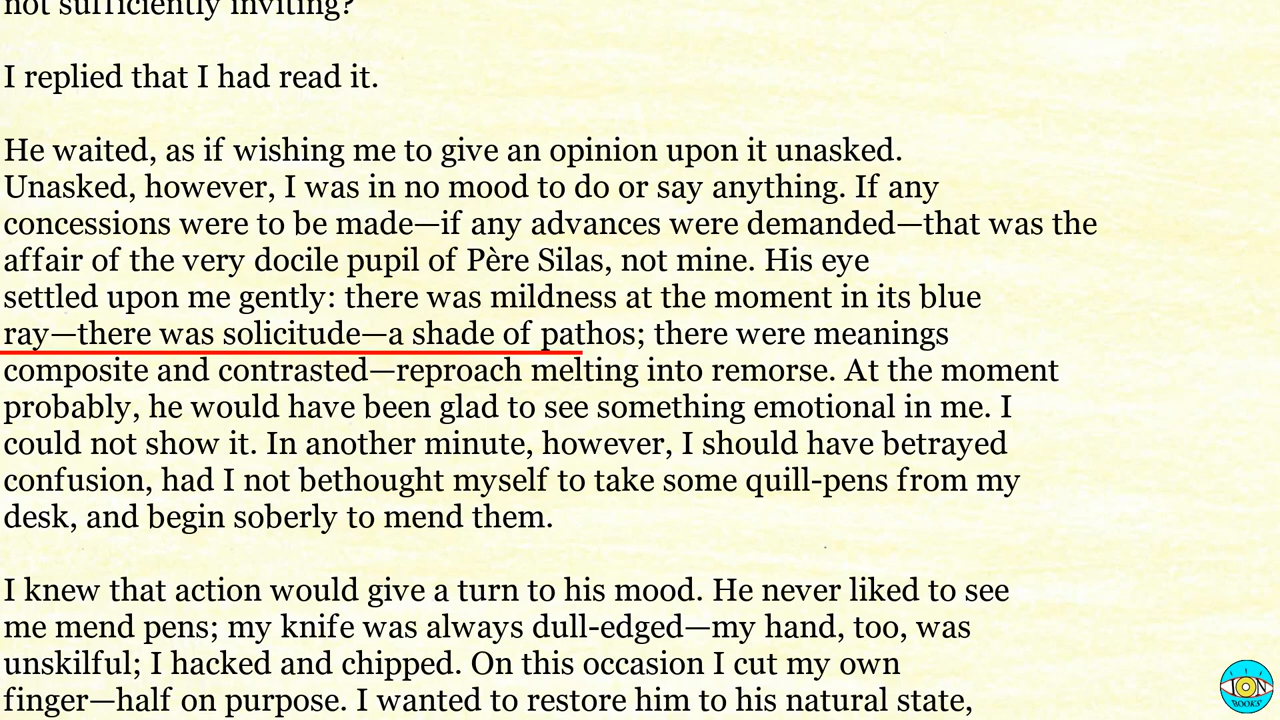 not sufficiently inviting?
I replied that I had read it.
He waited, as if wishing me to give an opinion upon it unasked.
Unasked, however, I was in no mood to do or say anything. If any
concessions were to be made—if any advances were demanded—that was the
affair of the very docile pupil of Père Silas, not mine. His eye
settled upon me gently: there was mildness at the moment in its blue
ray—there was solicitude—a shade of pathos; there were meanings
composite and contrasted—reproach melting into remorse. At the moment
probably, he would have been glad to see something emotional in me. I
could not show it. In another minute, however, I should have betrayed
confusion, had I not bethought myself to take some quill-pens from my
desk, and begin soberly to mend them.
I knew that action would give a turn to his mood. He never liked to see
me mend pens; my knife was always dull-edged—my hand, too, was
unskilful; I hacked and chipped. On this occasion I cut my own
finger—half on purpose. I wanted to restore him to his natural state,
ION
BOOKS